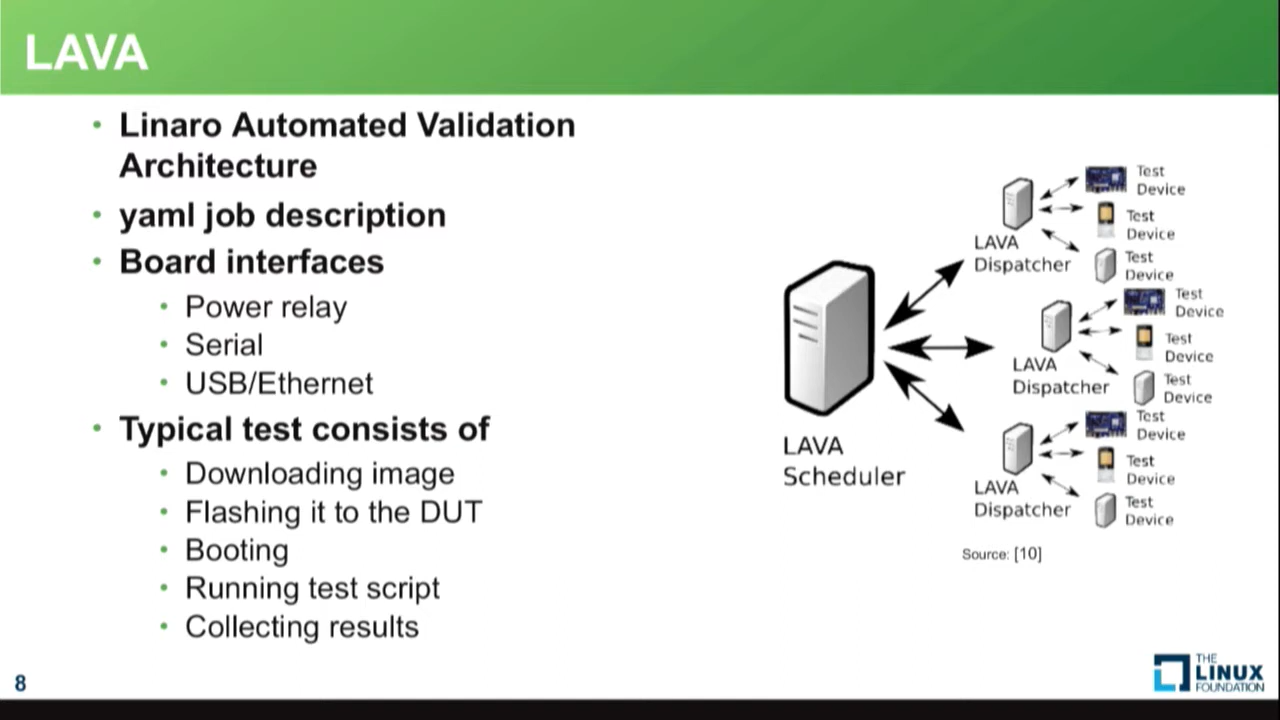 LAVA
• Linaro Automated Validation
Architecture
• yaml job description
• Board interfaces
• Power relay
• Serial
• USB/Ethernet
• Typical test consists of
• Downloading image
• Flashing it to the DUT
• Booting
• Running test script
• Collecting results
LAVA
Scheduler
LAVA
Dispatcher
Test
Device
Test
Device
Test
Device
LAVA
Dispatcher
Test
Device
Test
Device
Test
Device
LAVA
Dispatcher
Test
Device
Test
Device
Test
Device
Source: [10]
8
THE
LINUX
FOUNDATION